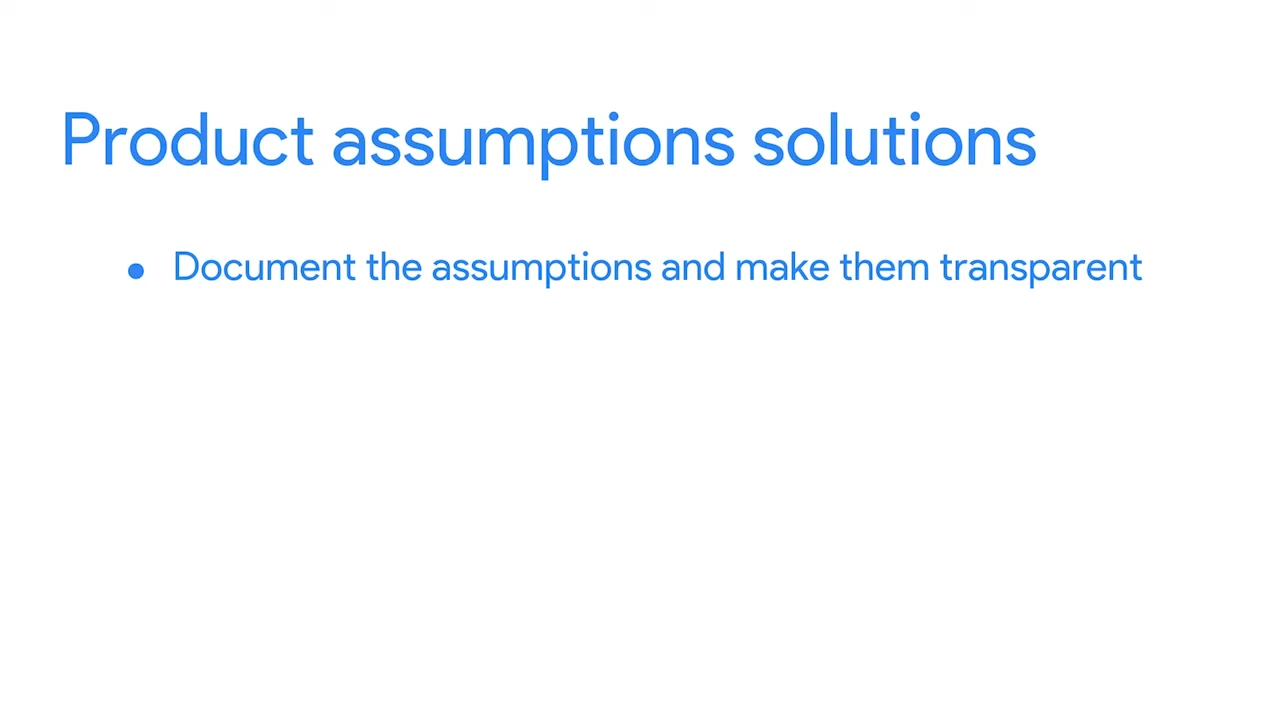 Product assumptions solutions
• Document the assumptions and make them transparent